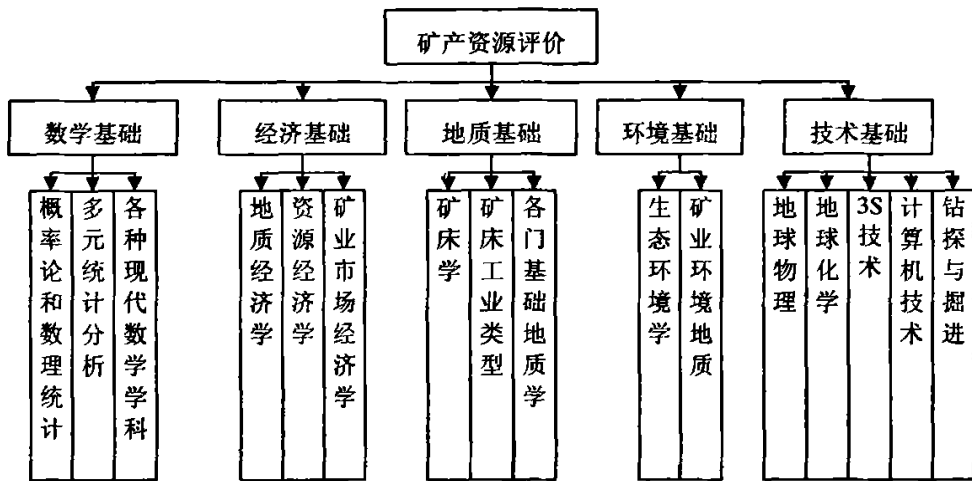 矿产资源评价
数学基础
经济基础
地质基础
环境基础
技术基础
概率论和数理统计
多元统计分析
各种现代数学学科
地质经济学
资源经济学
矿业市场经济学
矿床学
矿床工业类型
各门基础地质学
生态环境学
矿业环境地质
地球物理
地球化学
3S技术
计算机技术
钻探与掘进